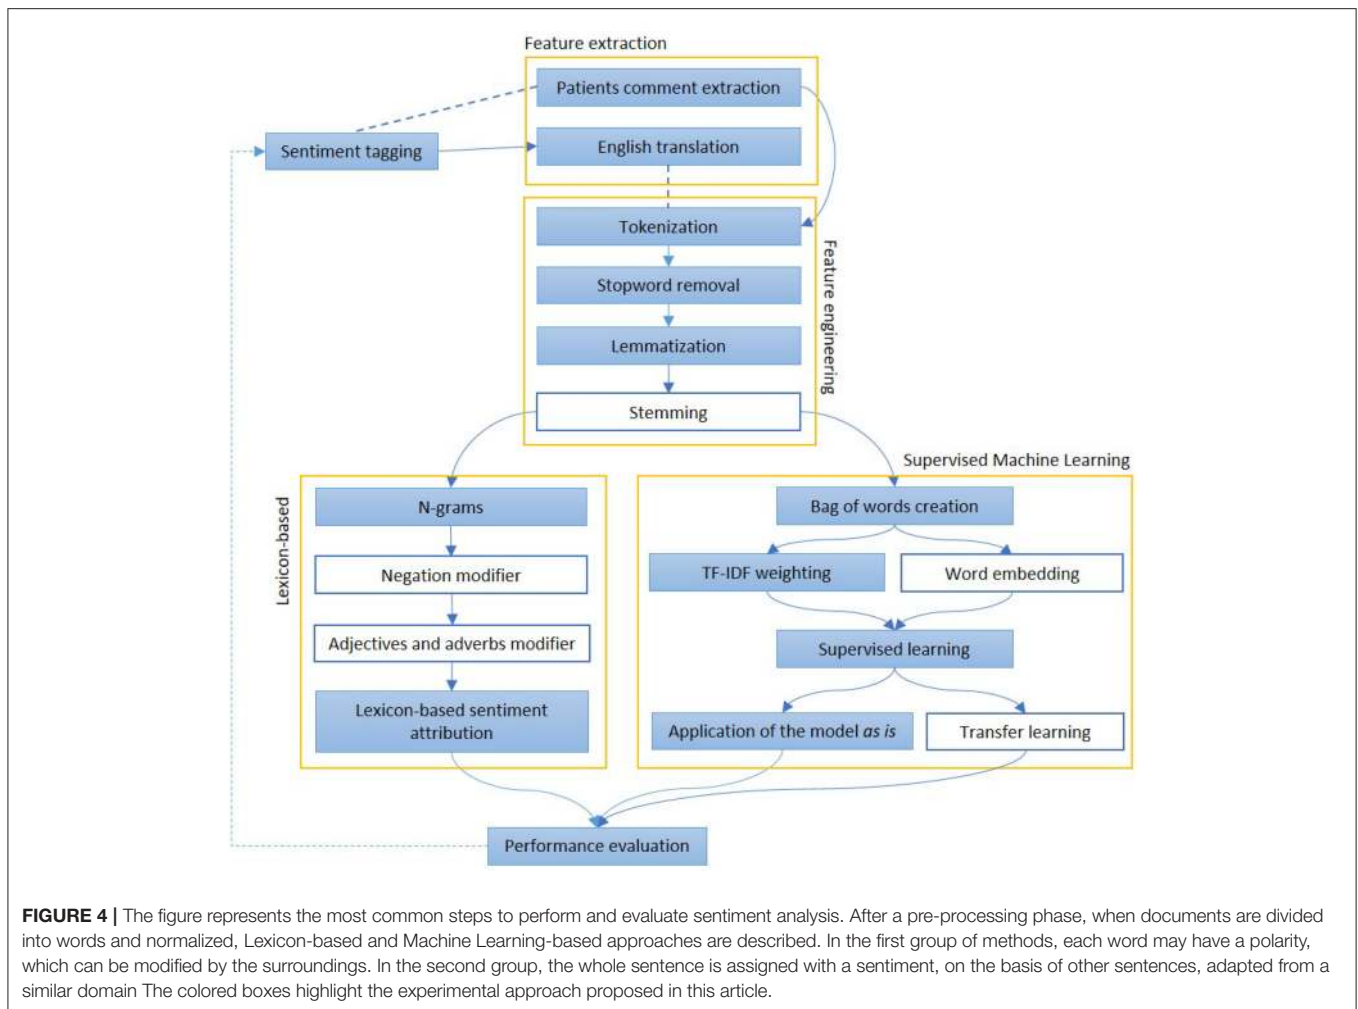 Feature extraction
Patients comment extraction
Sentiment tagging
English translation
Tokenization
Stopword removal
Lemmatization
Stemming
Feature engineering
Supervised Machine Learning
Lexicon-based
N-grams
Negation modifier
Adjectives and adverbs modifier
Lexicon-based sentiment
attribution
Bag of words creation
TF-IDF weighting
Word embedding
Supervised learning
Application of the model as is
Transfer learning
Performance evaluation
FIGURE 4 | The figure represents the most common steps to perform and evaluate sentiment analysis. After a pre-processing phase, when documents are divided
into words and normalized, Lexicon-based and Machine Learning-based approaches are described. In the first group of methods, each word may have a polarity,
which can be modified by the surroundings. In the second group, the whole sentence is assigned with a sentiment, on the basis of other sentences, adapted from a
similar domain The colored boxes highlight the experimental approach proposed in this article.